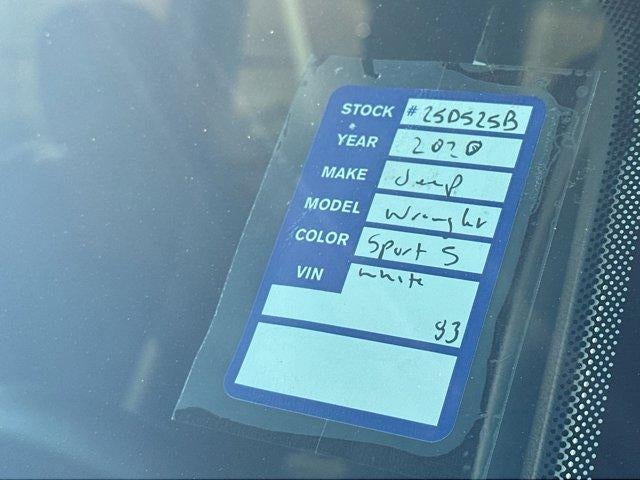 STOCK # 25D525B
YEAR 2020
MAKE Jeep
MODEL Wrangler
COLOR Sport S
VIN white
93